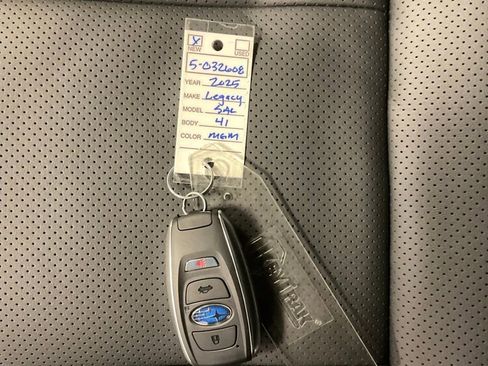 X
NEW USED
5-032608
YEAR 2025
MAKE Legacy
MODEL SAL
BODY 41
COLOR MGM